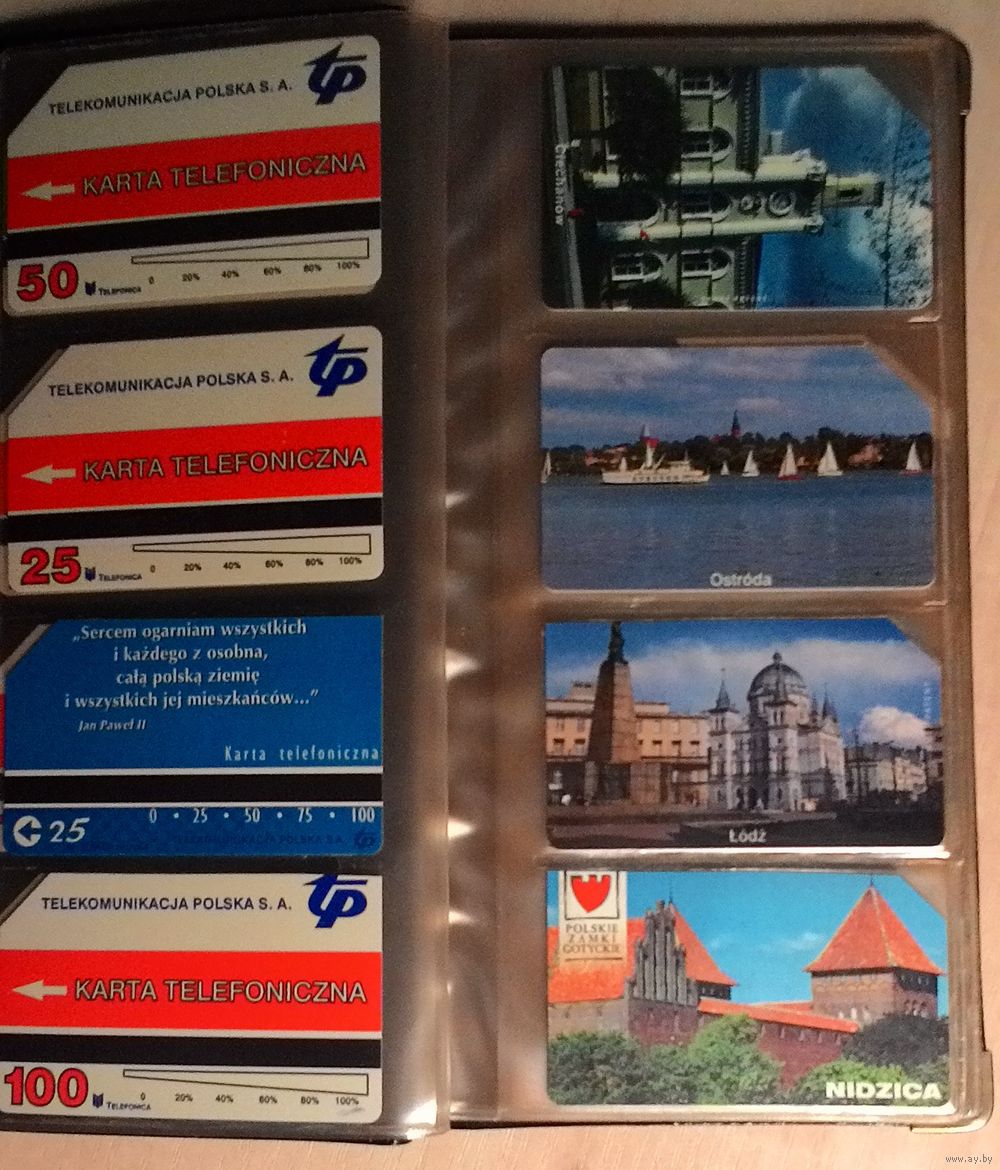 TELEKOMUNIKACJA POLSKA S. A.
tp
KARTA TELEFONICZNA
50
TELEFONICA
0 20% 40% 60% 80% 100%
TELEKOMUNIKACJA POLSKA S. A.
tp
KARTA TELEFONICZNA
25
TELEFONICA
0 20% 40% 60% 80% 100%
„Sercem ogarniam wszystkich
i każdego z osobna,
całą polską ziemię
i wszystkich jej mieszkańców..."
Jan Paweł II
Karta telefoniczna
0 • 25 • 50 • 75 • 100
25
TELEKOMUNIKACJA POLSKA S.A.
tp
TELEKOMUNIKACJA POLSKA S. A.
tp
KARTA TELEFONICZNA
100
TELEFONICA
0 20% 40% 60% 80% 100%
Ciechanów
Ostróda
Łódź
POLSKIE
ZAMKI
GOTYCKIE
NIDZICA
www.ay.by